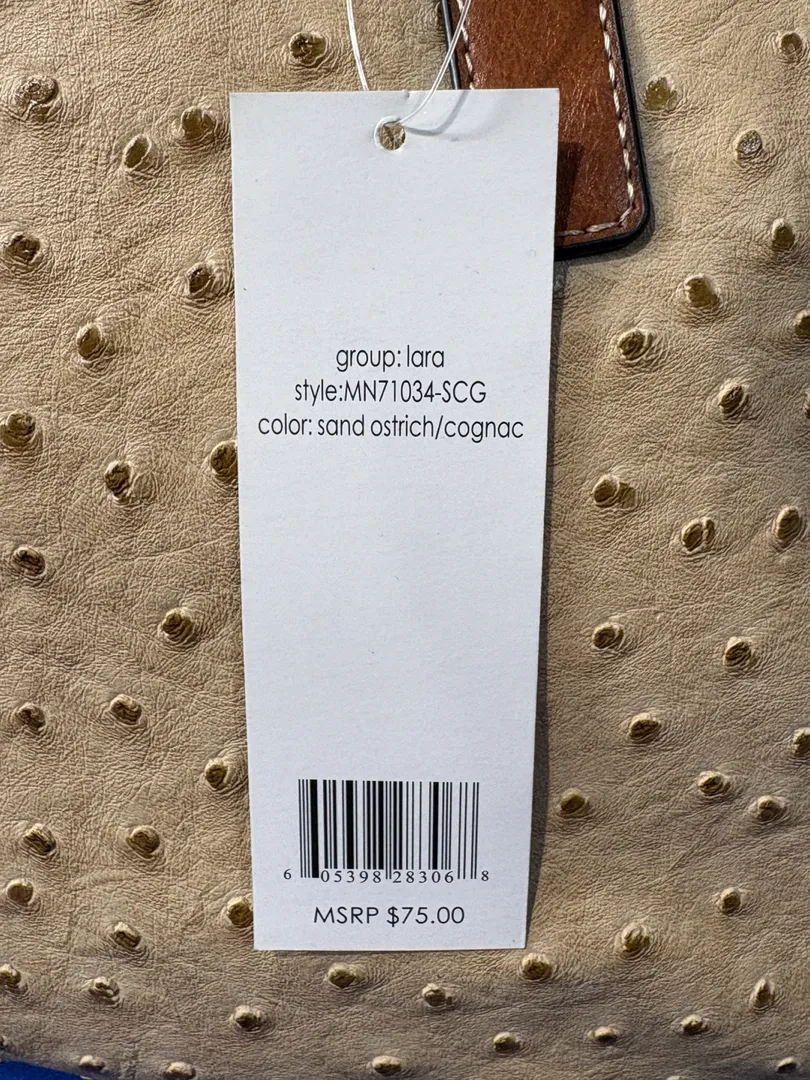 group: lara
style:MN71034-SCG
color: sand ostrich/cognac
6 05398 28306 8
MSRP $75.00